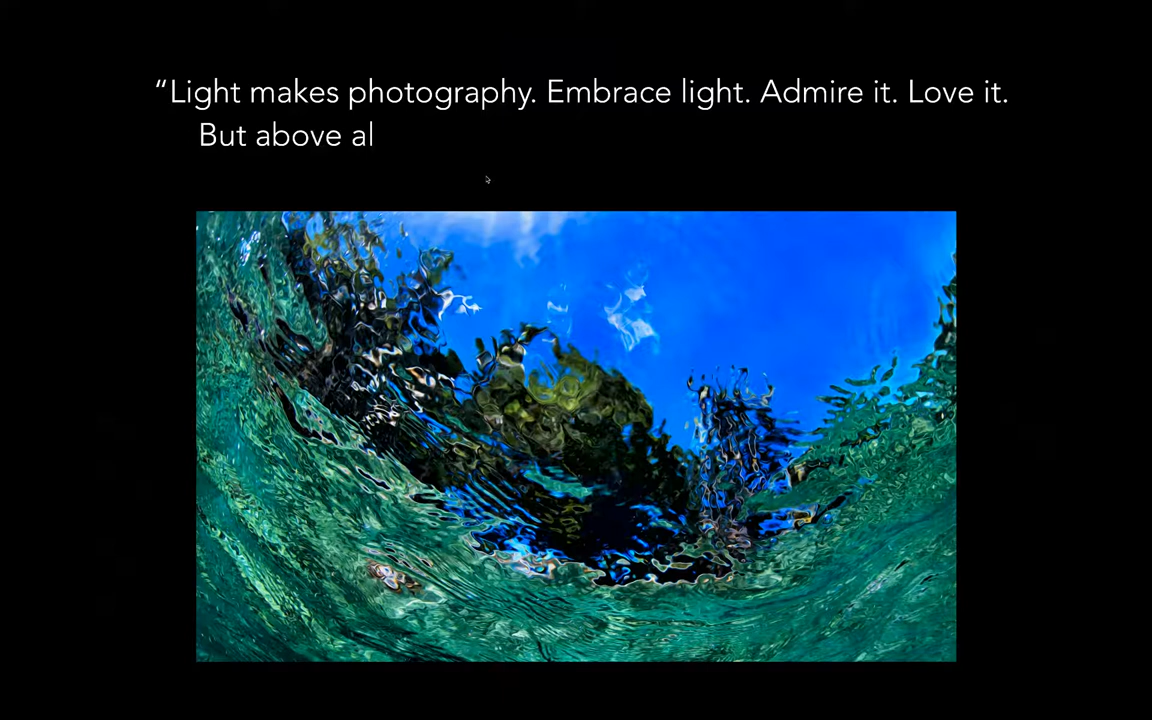 “Light makes photography. Embrace light. Admire it. Love it.
But above al